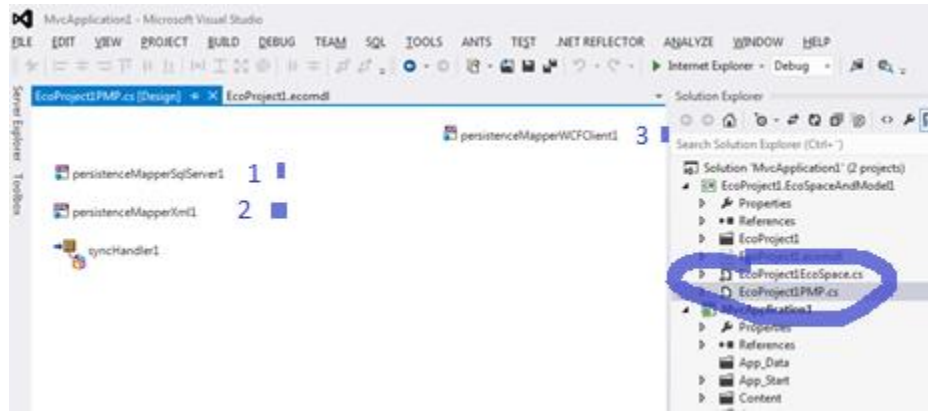 MvcApplication1 - Microsoft Visual Studio
FILE EDIT VIEW PROJECT BUILD DEBUG TEAM SQL TOOLS ANTS TEST .NET REFLECTOR ANALYZE WINDOW HELP
Internet Explorer Debug
Server Explorer
Toolbox
EcoProject1PMP.cs [Design] EcoProject1.ecomdl
persistenceMapperWCFClient1 3
persistenceMapperSqlServer1 1
persistenceMapperXml1 2
syncHandler1
Solution Explorer
Search Solution Explorer (Ctrl+¨)
Solution 'MvcApplication1' (2 projects)
EcoProject1.EcoSpaceAndModel1
Properties
References
EcoProject1
EcoProject1.ecomdl
EcoProject1EcoSpace.cs
EcoProject1PMP.cs
MvcApplication1
Properties
References
App_Data
App_Start
Content